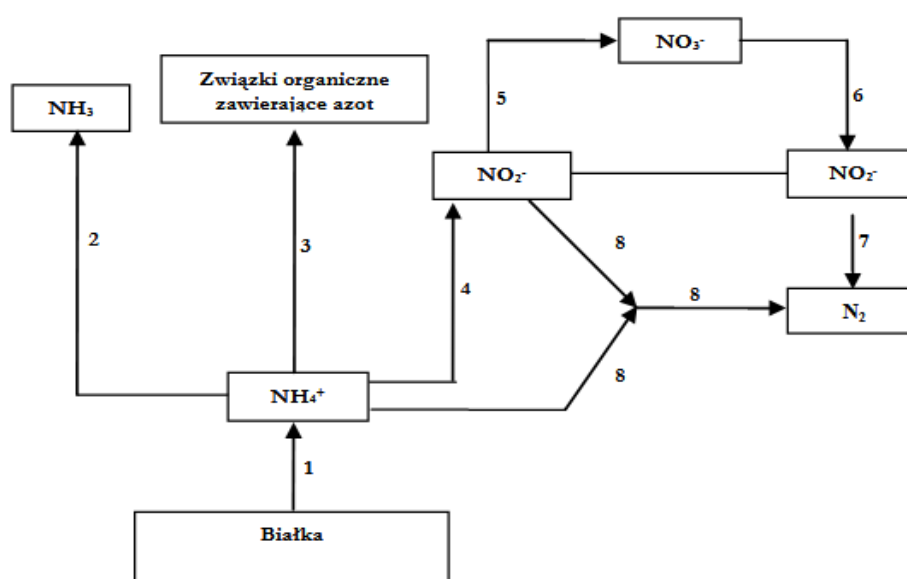 NO₃⁻
Związki organiczne
zawierające azot
NH₃
5
6
NO₂⁻
NO₂⁻
2
3
8
7
4
8
N₂
8
NH₄⁺
1
Białka